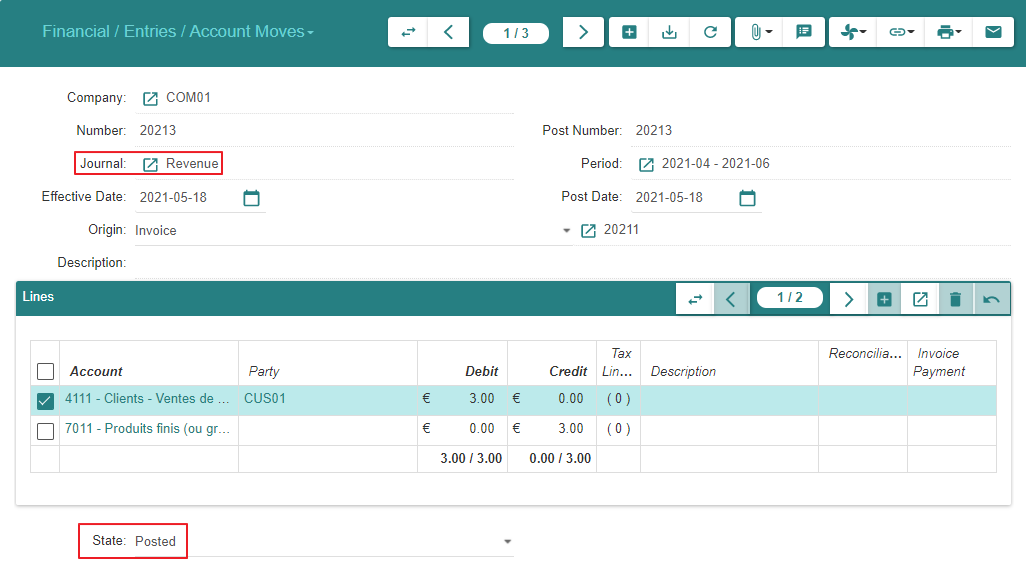 Financial / Entries / Account Moves
1 / 3
Company: COM01
Number: 20213
Post Number: 20213
Journal: Revenue
Period: 2021-04 - 2021-06
Effective Date: 2021-05-18
Post Date: 2021-05-18
Origin: Invoice 20211
Description:
Lines
1 / 2
Account Party Debit Credit Tax Lin... Description Reconcilia... Invoice Payment
4111 - Clients - Ventes de ... CUS01 € 3.00 € 0.00 ( 0 )
7011 - Produits finis (ou gr... € 0.00 € 3.00 ( 0 )
3.00 / 3.00 0.00 / 3.00
State: Posted